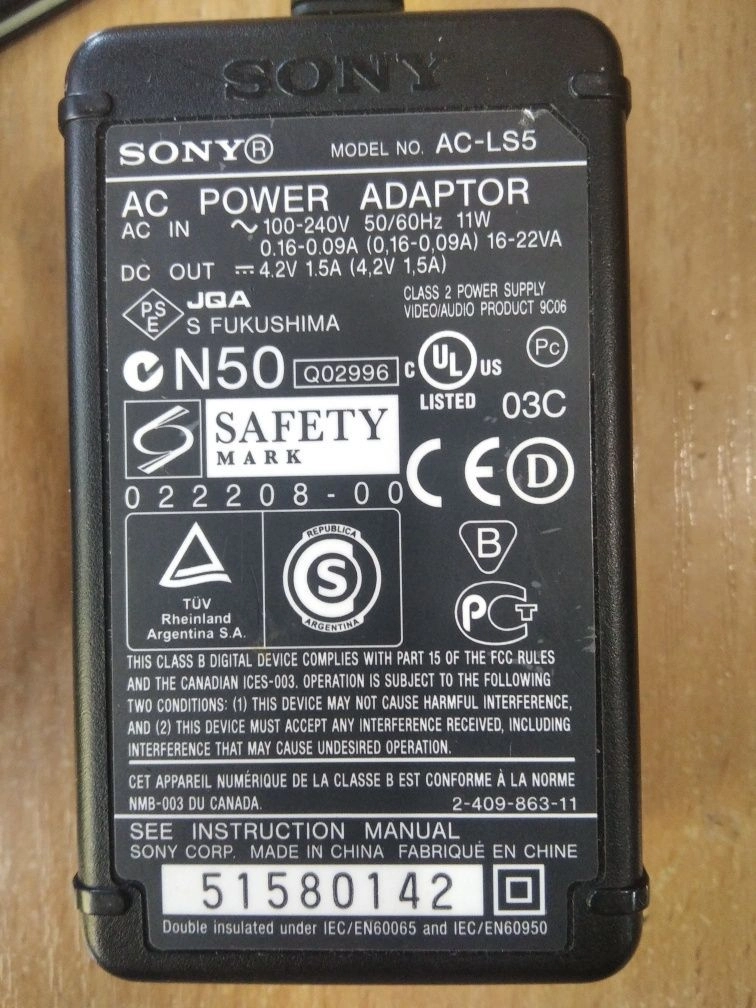 SONY
SONY® MODEL NO. AC-LS5
AC POWER ADAPTOR
AC IN ~ 100-240V 50/60Hz 11W
0.16-0.09A (0,16-0,09A) 16-22VA
DC OUT ⎓ 4.2V 1.5A (4,2V 1,5A)
CLASS 2 POWER SUPPLY
VIDEO/AUDIO PRODUCT 9C06
PS
E
JQA
S FUKUSHIMA
N50 Q02996
C UL US
LISTED
Pc
03C
SAFETY
MARK
022208-00
CE D
TÜV
Rheinland
Argentina S.A.
REPUBLICA
S
ARGENTINA
B
PCT
THIS CLASS B DIGITAL DEVICE COMPLIES WITH PART 15 OF THE FCC RULES
AND THE CANADIAN ICES-003. OPERATION IS SUBJECT TO THE FOLLOWING
TWO CONDITIONS: (1) THIS DEVICE MAY NOT CAUSE HARMFUL INTERFERENCE,
AND (2) THIS DEVICE MUST ACCEPT ANY INTERFERENCE RECEIVED, INCLUDING
INTERFERENCE THAT MAY CAUSE UNDESIRED OPERATION.
CET APPAREIL NUMÉRIQUE DE LA CLASSE B EST CONFORME À LA NORME
NMB-003 DU CANADA. 2-409-863-11
SEE INSTRUCTION MANUAL
SONY CORP. MADE IN CHINA FABRIQUÉ EN CHINE
51580142
Double insulated under IEC/EN60065 and IEC/EN60950